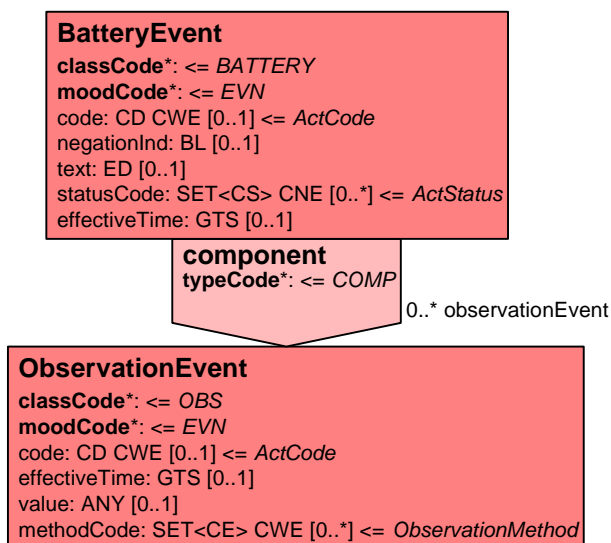 BatteryEvent
classCode*: <= BATTERY
moodCode*: <= EVN
code: CD CWE [0..1] <= ActCode
negationInd: BL [0..1]
text: ED [0..1]
statusCode: SET<CS> CNE [0..*] <= ActStatus
effectiveTime: GTS [0..1]
component
typeCode*: <= COMP
0..* observationEvent
ObservationEvent
classCode*: <= OBS
moodCode*: <= EVN
code: CD CWE [0..1] <= ActCode
effectiveTime: GTS [0..1]
value: ANY [0..1]
methodCode: SET<CE> CWE [0..*] <= ObservationMethod